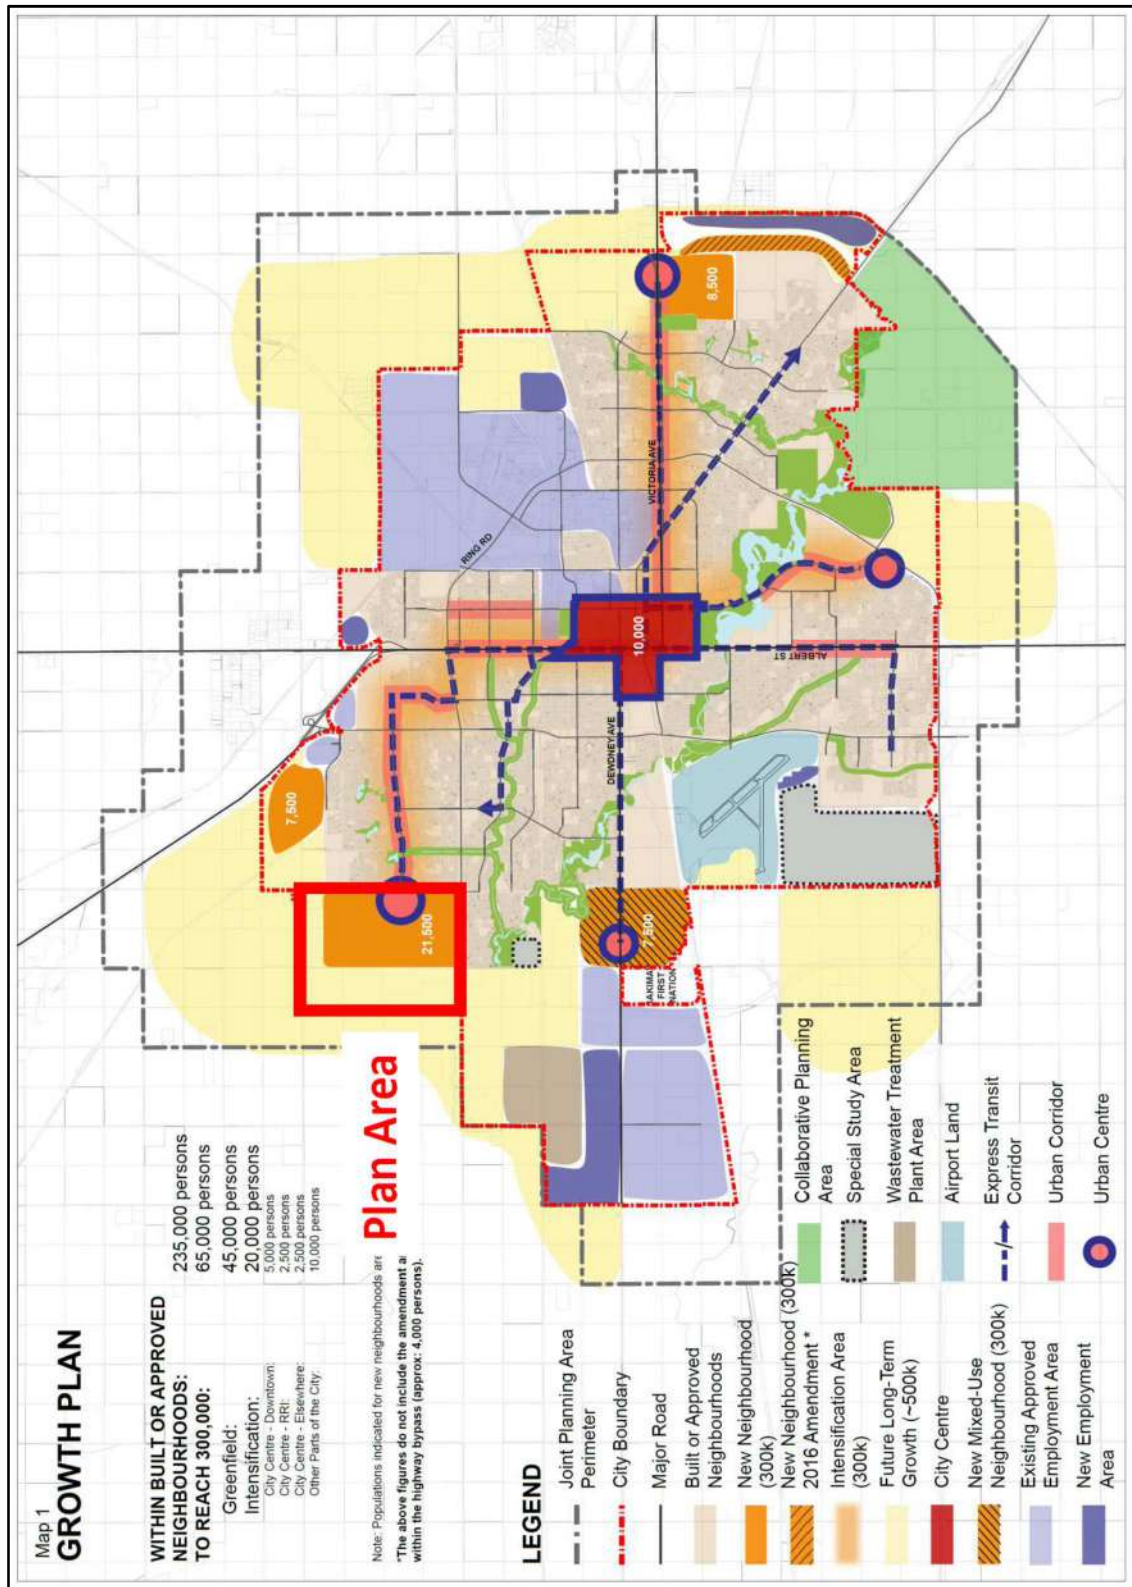 Map 1
GROWTH PLAN
WITHIN BUILT OR APPROVED
NEIGHBOURHOODS: 235,000 persons
TO REACH 300,000: 65,000 persons
Greenfield: 45,000 persons
Intensification: 20,000 persons
City Centre - Downtown: 5,000 persons
City Centre - RRI: 2,500 persons
City Centre - Elsewhere: 2,500 persons
Other Parts of the City: 10,000 persons
Note: Populations indicated for new neighbourhoods are
*The above figures do not include the amendment a
within the highway bypass (approx: 4,000 persons).
Plan Area
LEGEND
Joint Planning Area
Perimeter
City Boundary
Major Road
Built or Approved
Neighbourhoods
New Neighbourhood
(300k)
New Neighbourhood (300k)
2016 Amendment *
Intensification Area
(300k)
Future Long-Term
Growth (~500k)
City Centre
New Mixed-Use
Neighbourhood (300k)
Existing Approved
Employment Area
New Employment
Area
Collaborative Planning
Area
Special Study Area
Wastewater Treatment
Plant Area
Airport Land
Express Transit
Corridor
Urban Corridor
Urban Centre
7,500
21,500
7,500
JAKIMA
FIRST
NATION
DEWDNEY AVE
10,000
ALBERT ST
RING RD
VICTORIA AVE
8,500